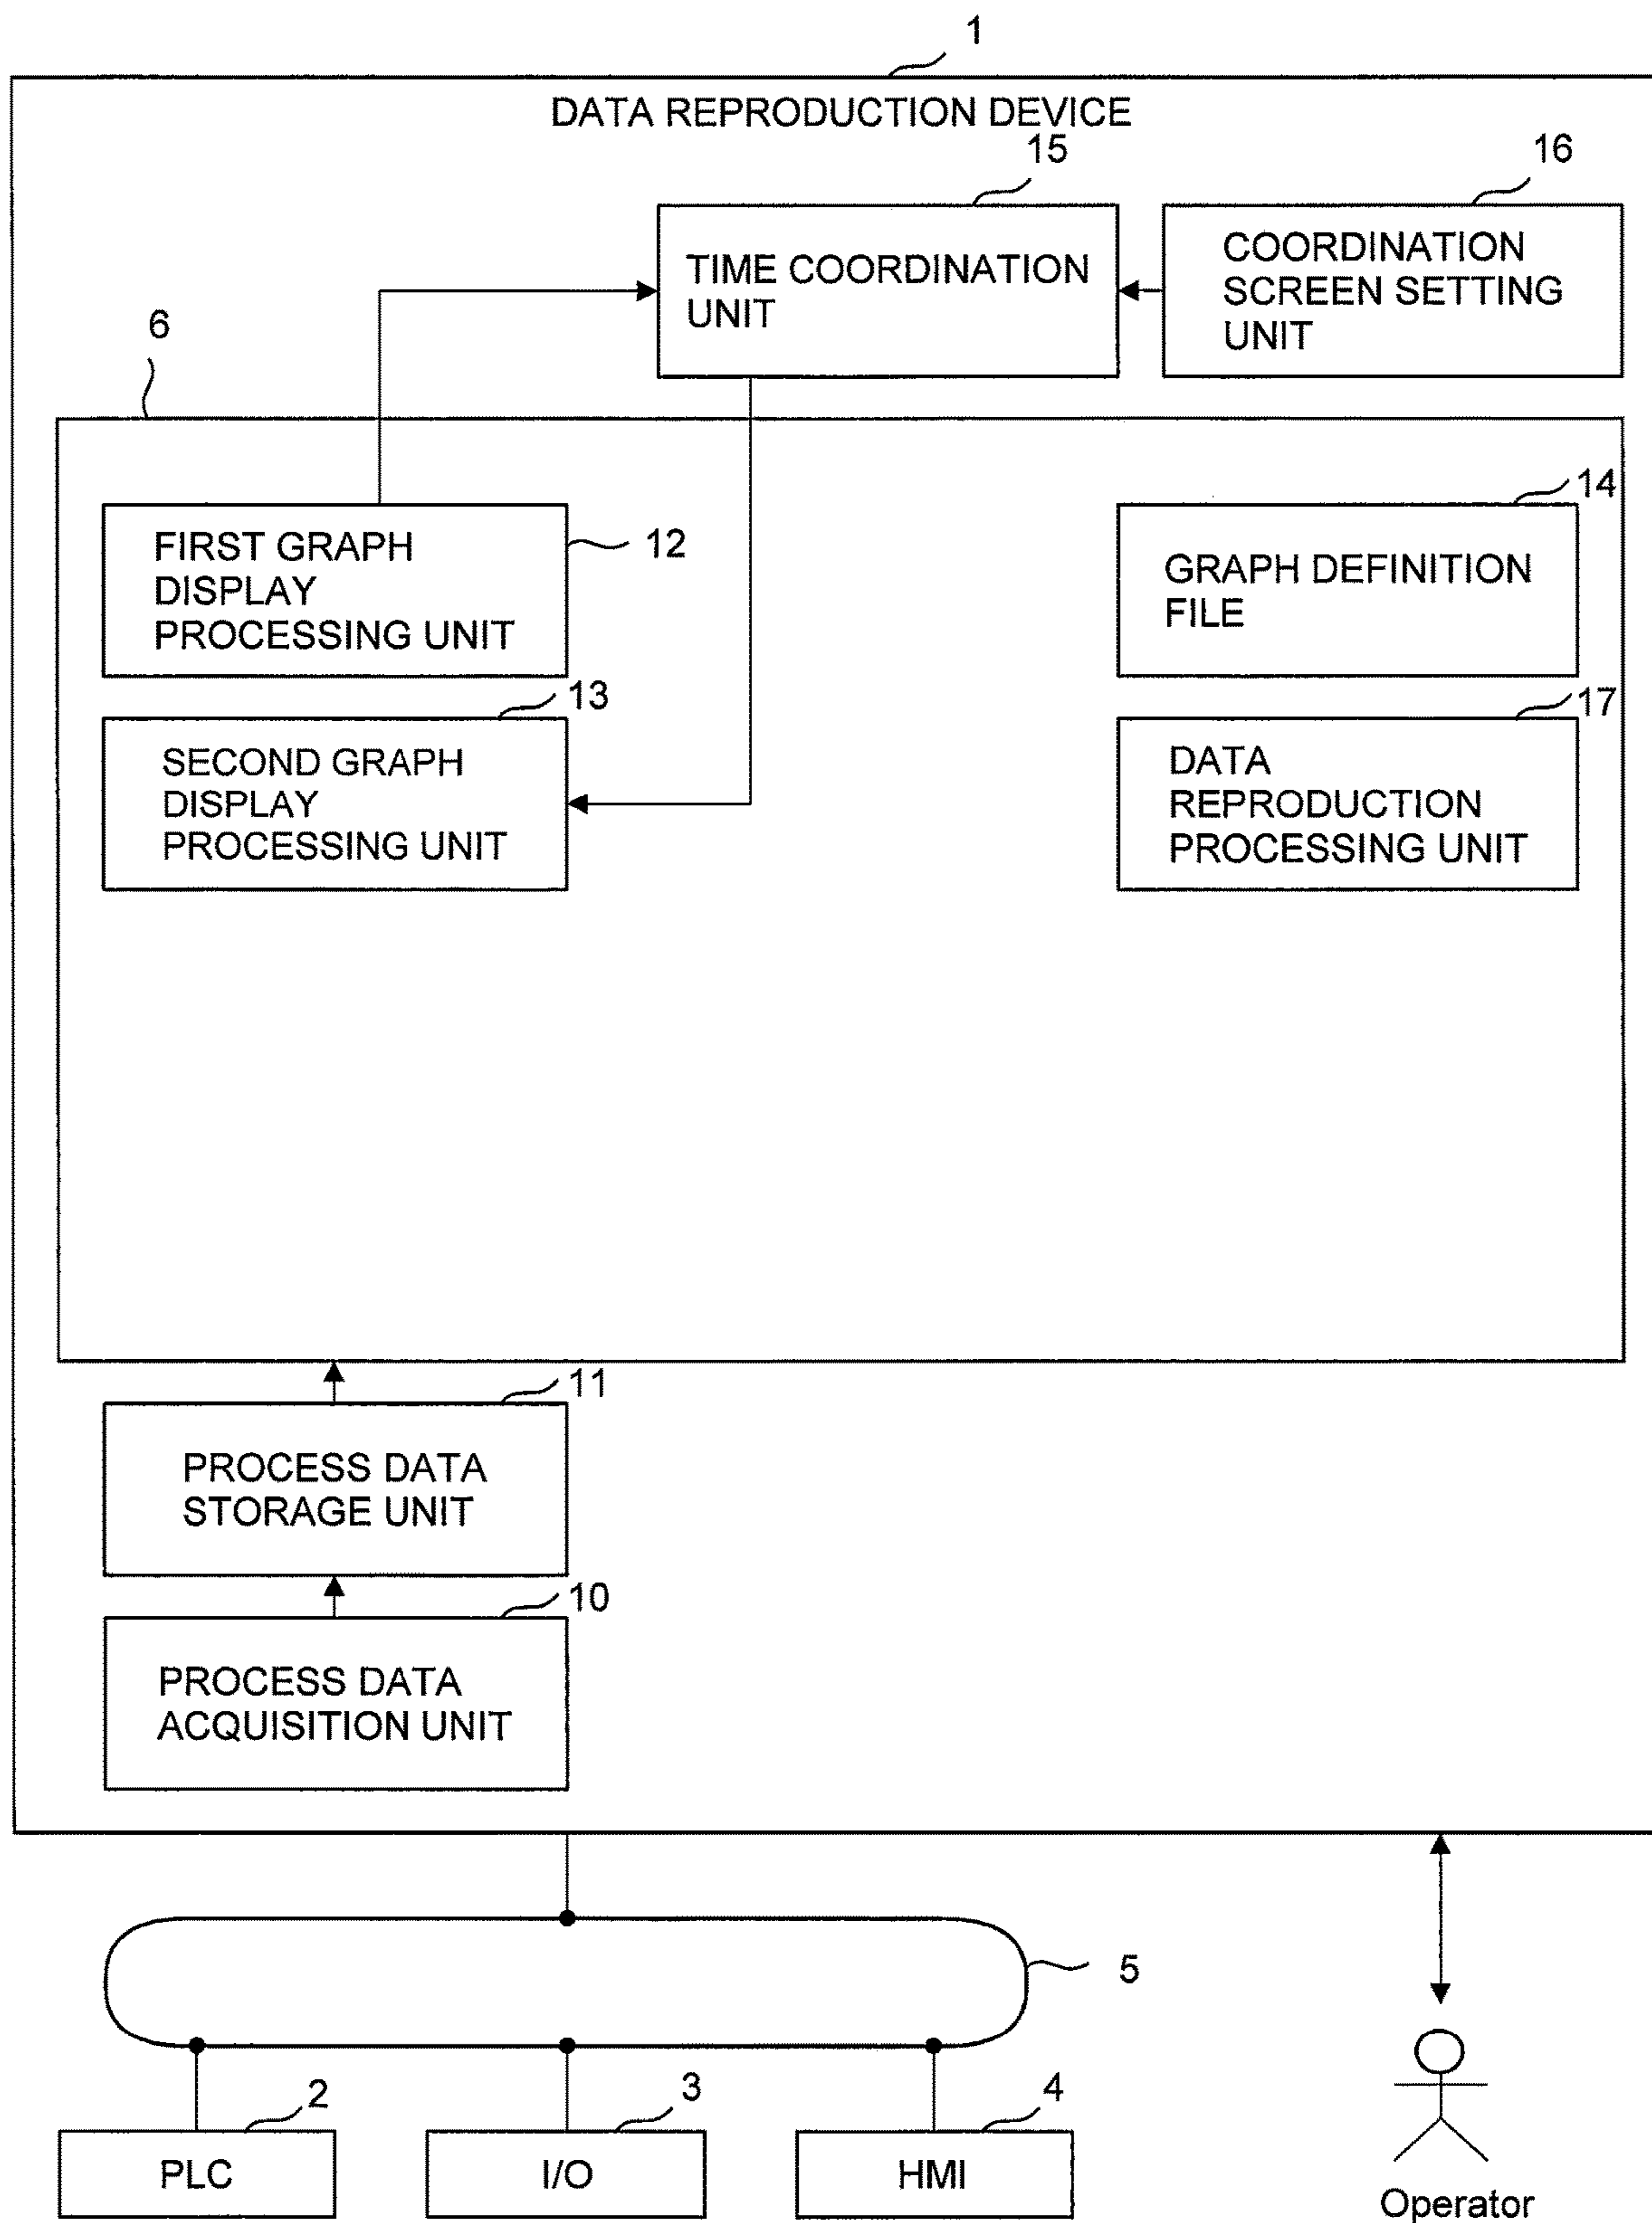 1
DATA REPRODUCTION DEVICE
15
16
TIME COORDINATION
UNIT
COORDINATION
SCREEN SETTING
UNIT
6
14
FIRST GRAPH
DISPLAY
PROCESSING UNIT
12
GRAPH DEFINITION
FILE
13
17
SECOND GRAPH
DISPLAY
PROCESSING UNIT
DATA
REPRODUCTION
PROCESSING UNIT
11
PROCESS DATA
STORAGE UNIT
10
PROCESS DATA
ACQUISITION UNIT
5
2
3
4
PLC
I/O
HMI
Operator